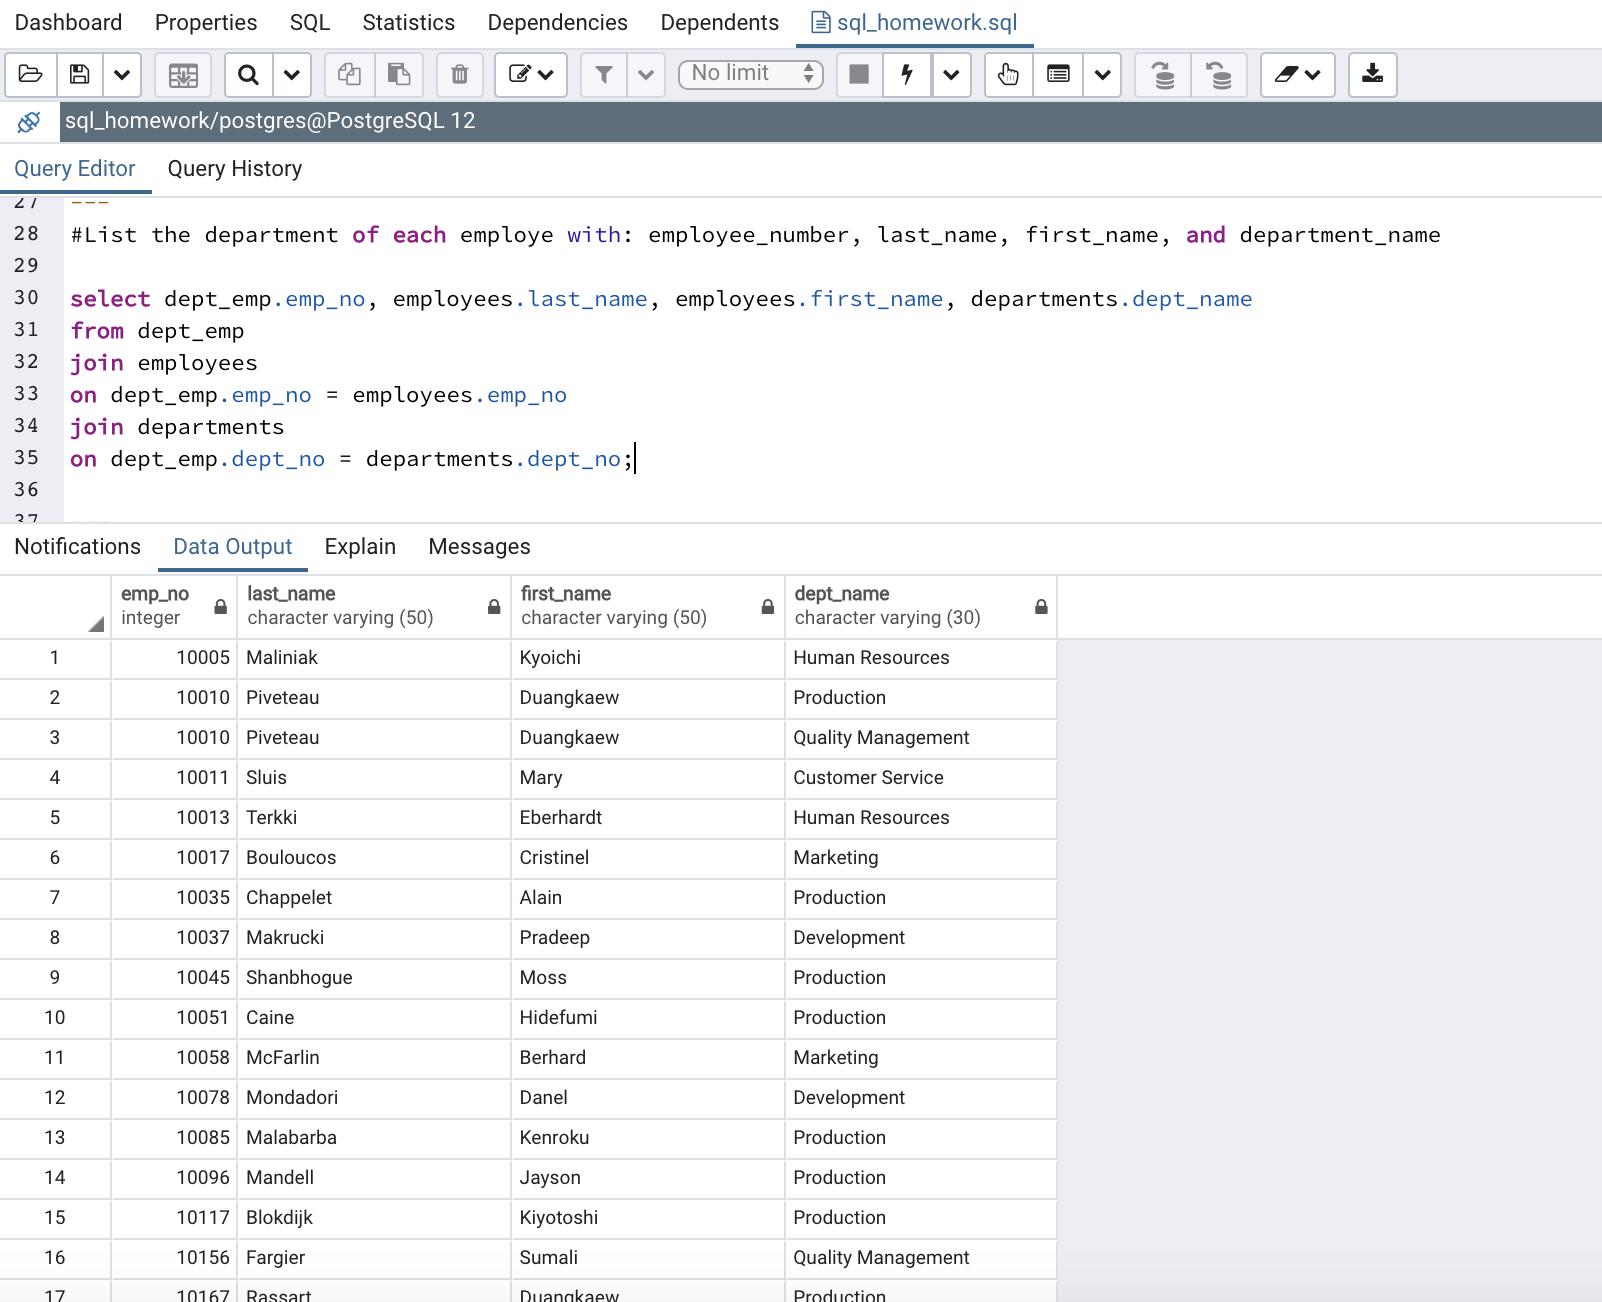 Dashboard Properties SQL Statistics Dependencies Dependents sql_homework.sql
No limit
sql_homework/postgres@PostgreSQL 12
Query Editor Query History
27 ---
28 #List the department of each employe with: employee_number, last_name, first_name, and department_name
29
30 select dept_emp.emp_no, employees.last_name, employees.first_name, departments.dept_name
31 from dept_emp
32 join employees
33 on dept_emp.emp_no = employees.emp_no
34 join departments
35 on dept_emp.dept_no = departments.dept_no;
36
37
Notifications Data Output Explain Messages
emp_no last_name first_name dept_name
integer character varying (50) character varying (50) character varying (30)
1 10005 Maliniak Kyoichi Human Resources
2 10010 Piveteau Duangkaew Production
3 10010 Piveteau Duangkaew Quality Management
4 10011 Sluis Mary Customer Service
5 10013 Terkki Eberhardt Human Resources
6 10017 Bouloucos Cristinel Marketing
7 10035 Chappelet Alain Production
8 10037 Makrucki Pradeep Development
9 10045 Shanbhogue Moss Production
10 10051 Caine Hidefumi Production
11 10058 McFarlin Berhard Marketing
12 10078 Mondadori Danel Development
13 10085 Malabarba Kenroku Production
14 10096 Mandell Jayson Production
15 10117 Blokdijk Kiyotoshi Production
16 10156 Fargier Sumali Quality Management
17 10167 Rassart Duangkaew Production